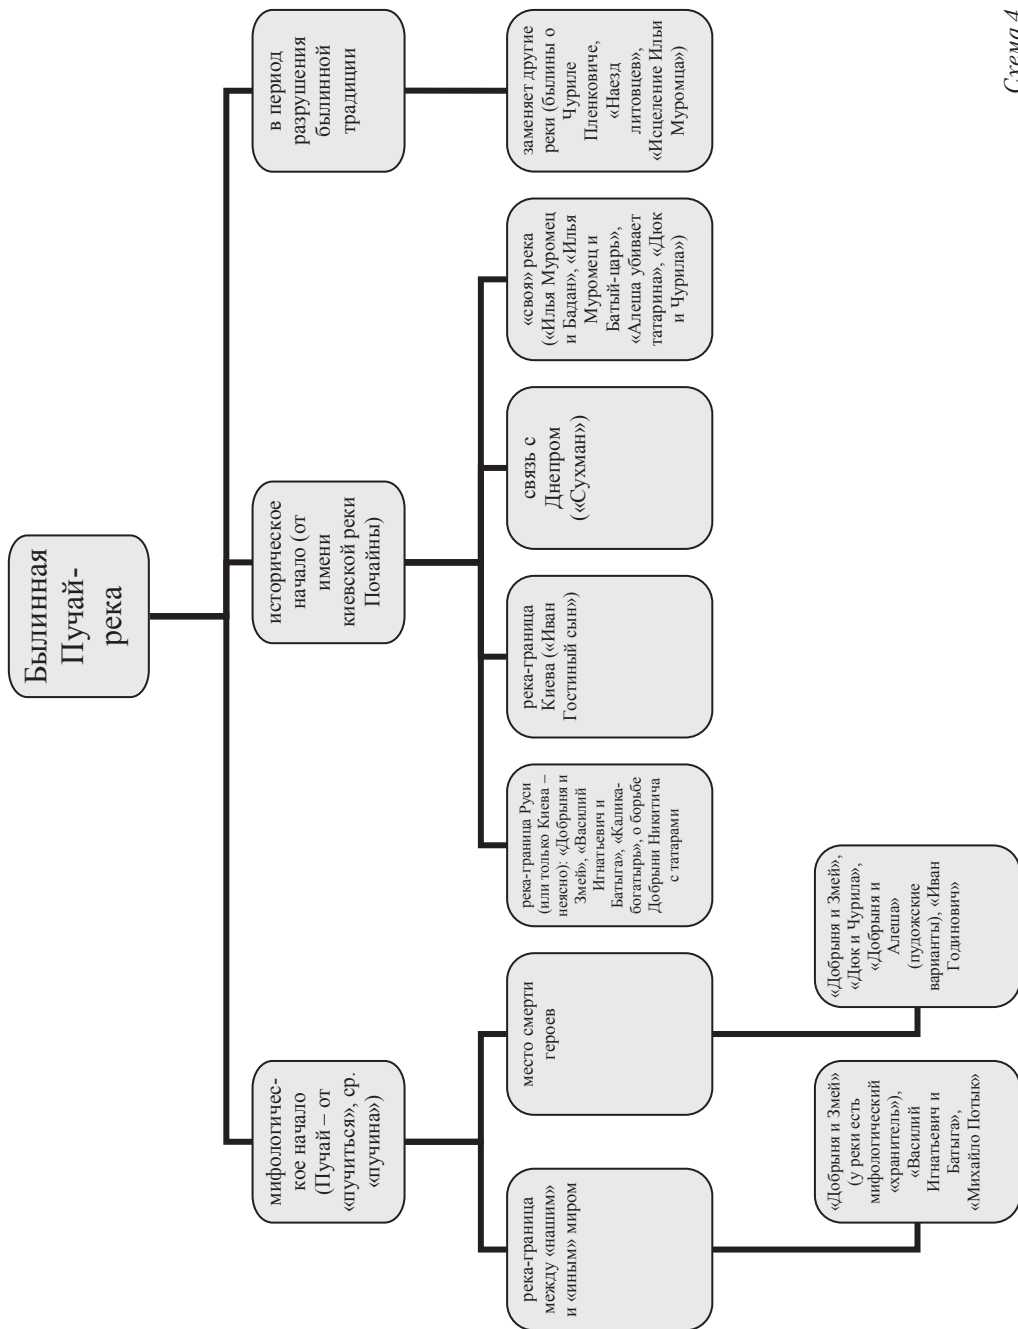 Былинная
Пучай-
река
мифологичес-
кое начало
(Пучай – от
«пучиться», ср.
«пучина»)
историческое
начало (от
имени
киевской реки
Почайны)
в период
разрушения
былинной
традиции
река-граница
между «нашим»
и «иным» миром
место смерти
героев
река-граница Руси
(или только Киева –
неясно): «Добрыня и
Змей», «Василий
Игнатьевич и
Батыга», «Калика-
богатырь», о борьбе
Добрыни Никитича
с татарами
река-граница
Киева («Иван
Гостиный сын»)
связь с
Днепром
(«Сухман»)
«своя» река
(«Илья Муромец
и Бадан», «Илья
Муромец и
Батый-царь»,
«Алеша убивает
татарина», «Дюк
и Чурила»)
заменяет другие
реки (былины о
Чуриле
Пленковиче,
«Наезд
литовцев»,
«Исцеление Ильи
Муромца»)
«Добрыня и Змей»
(у реки есть
мифологический
«хранитель»),
«Василий
Игнатьевич и
Батыга»,
«Михайло Потык»
«Добрыня и Змей»,
«Дюк и Чурила»,
«Добрыня и
Алеша»
(пудожские
варианты), «Иван
Годинович»
Схема 4